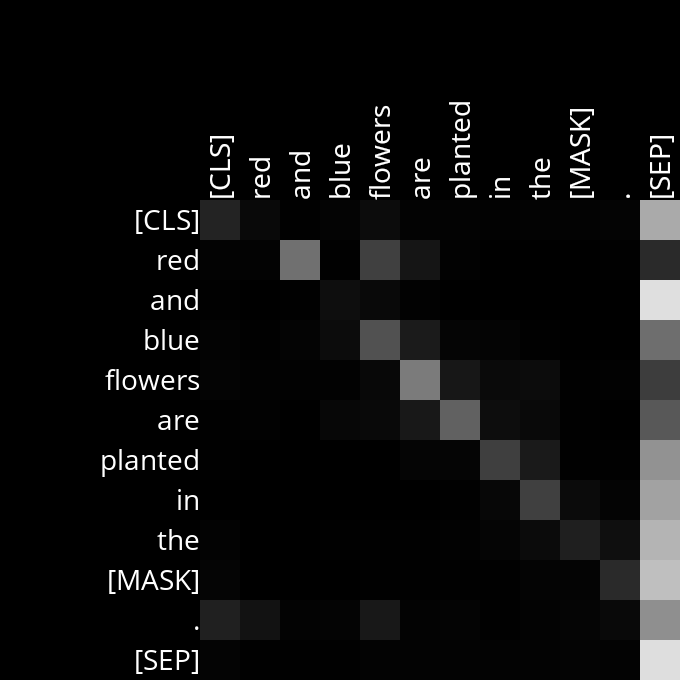 [CLS] red and blue flowers are planted in the [MASK] . [SEP]
[CLS]
red
and
blue
flowers
are
planted
in
the
[MASK]
.
[SEP]